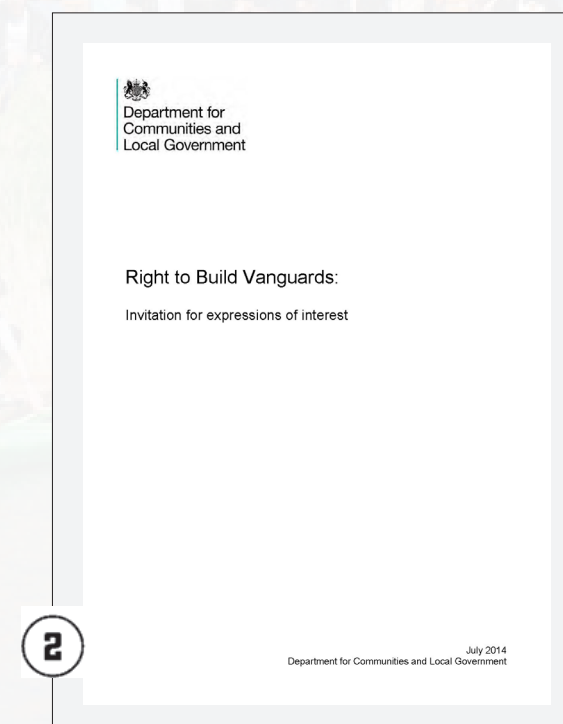 Department for
Communities and
Local Government
Right to Build Vanguards:
Invitation for expressions of interest
2
July 2014
Department for Communities and Local Government